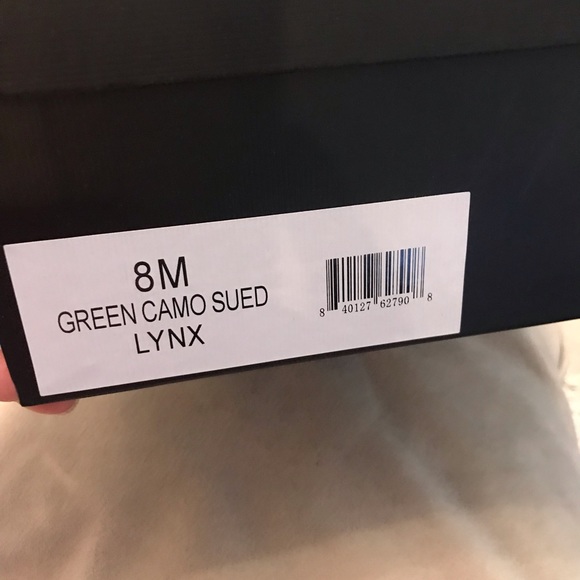 8M
GREEN CAMO SUED
LYNX
8 40127 62790 8